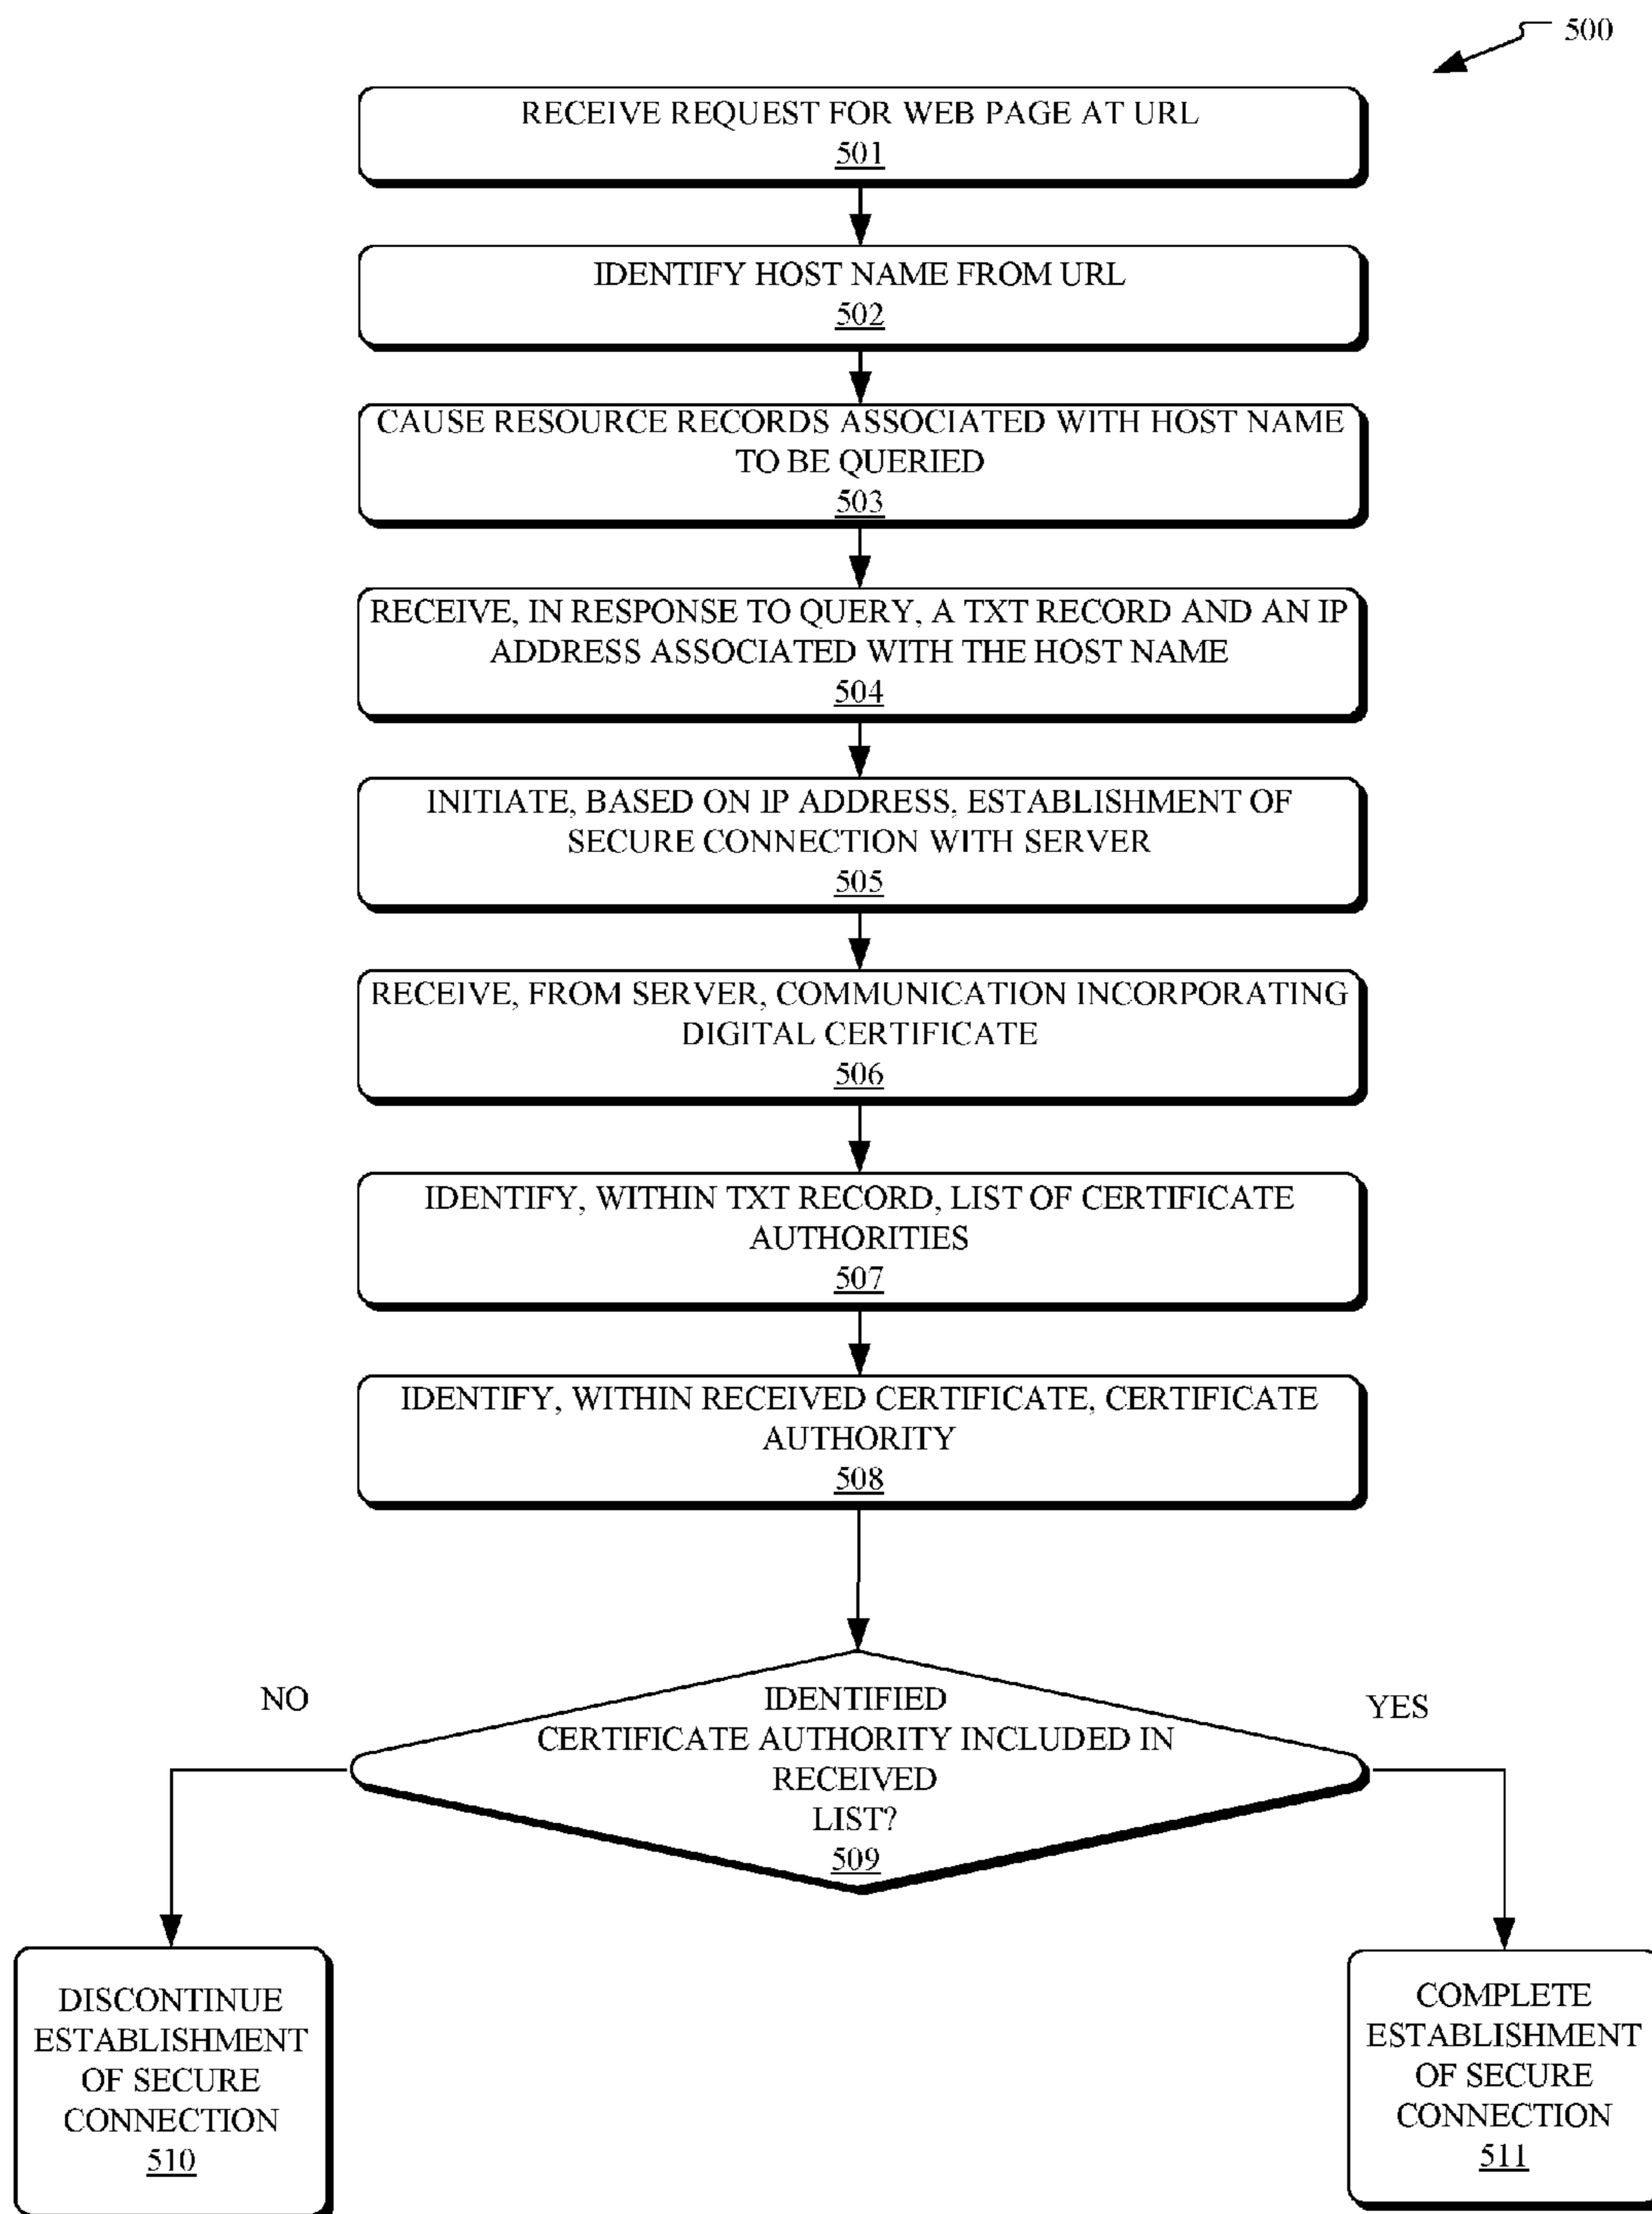 500
RECEIVE REQUEST FOR WEB PAGE AT URL
501
IDENTIFY HOST NAME FROM URL
502
CAUSE RESOURCE RECORDS ASSOCIATED WITH HOST NAME
TO BE QUERIED
503
RECEIVE, IN RESPONSE TO QUERY, A TXT RECORD AND AN IP
ADDRESS ASSOCIATED WITH THE HOST NAME
504
INITIATE, BASED ON IP ADDRESS, ESTABLISHMENT OF
SECURE CONNECTION WITH SERVER
505
RECEIVE, FROM SERVER, COMMUNICATION INCORPORATING
DIGITAL CERTIFICATE
506
IDENTIFY, WITHIN TXT RECORD, LIST OF CERTIFICATE
AUTHORITIES
507
IDENTIFY, WITHIN RECEIVED CERTIFICATE, CERTIFICATE
AUTHORITY
508
NO
YES
IDENTIFIED
CERTIFICATE AUTHORITY INCLUDED IN
RECEIVED
LIST?
509
DISCONTINUE
ESTABLISHMENT
OF SECURE
CONNECTION
510
COMPLETE
ESTABLISHMENT
OF SECURE
CONNECTION
511